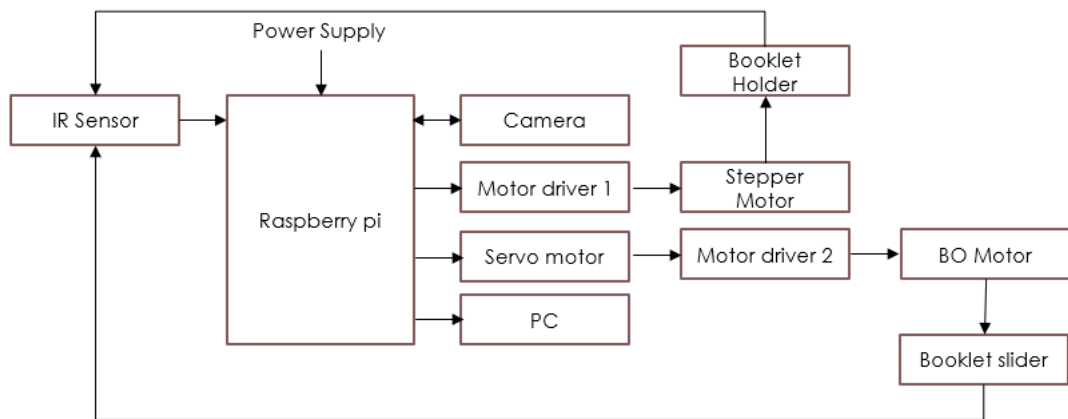 Power Supply
Booklet
Holder
IR Sensor
Camera
Motor driver 1
Stepper
Motor
Raspberry pi
Servo motor
Motor driver 2
BO Motor
PC
Booklet slider